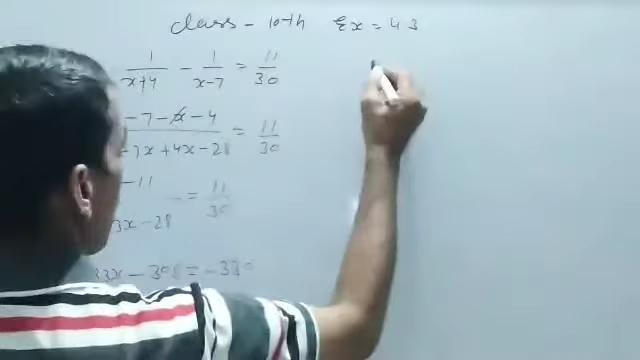 class - 10th Ex = 4 3
1/x+4 - 1/x-7 = 11/30
-7 - x - 4 / -7x + 4x - 28 = 11/30
-11 / 3x - 28 = 11/30
33x - 308 = -330